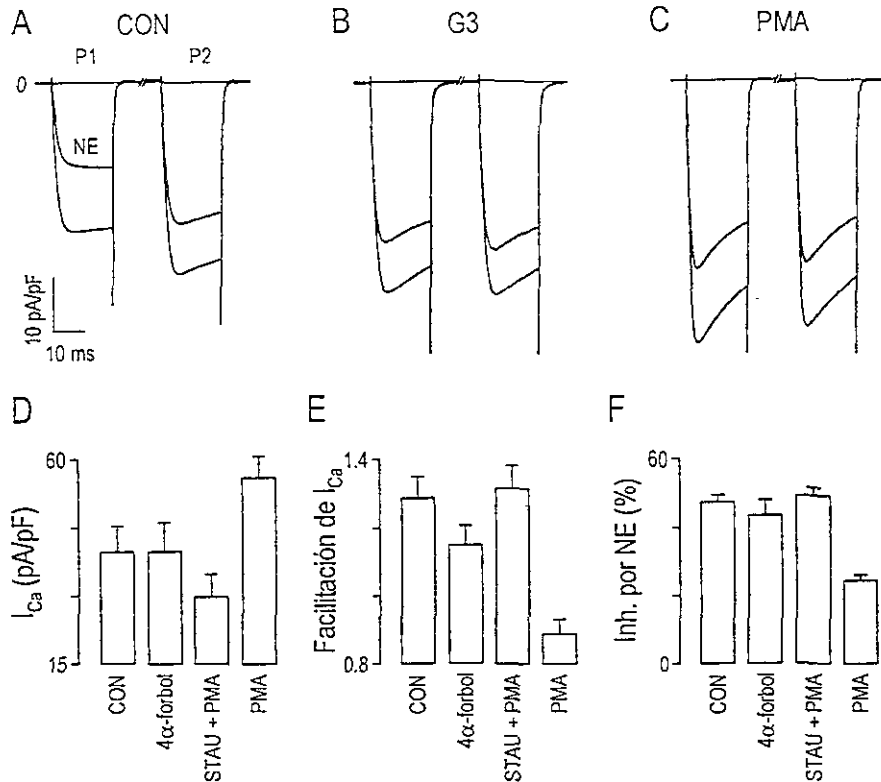 A CON
B G3
C PMA
P1 P2
0
NE
10 pA/pF
10 ms
D
E
F
60
15
I_Ca (pA/pF)
CON
4α-forbol
STAU + PMA
PMA
1.4
0.8
Facilitación de I_Ca
CON
4α-forbol
STAU + PMA
PMA
60
0
Inh. por NE (%)
CON
4α-forbol
STAU + PMA
PMA